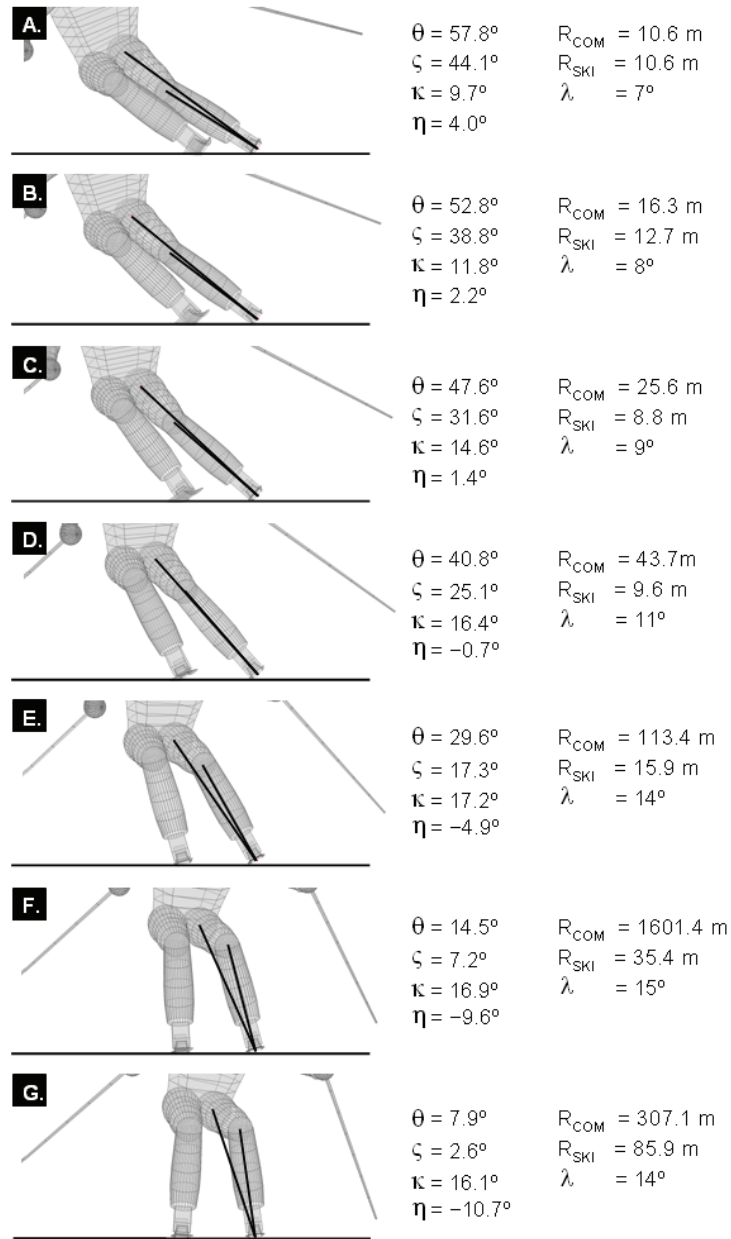 A.
θ = 57.8º R_COM = 10.6 m
ς = 44.1º R_SKI = 10.6 m
κ = 9.7º λ = 7º
η = 4.0º
B.
θ = 52.8º R_COM = 16.3 m
ς = 38.8º R_SKI = 12.7 m
κ = 11.8º λ = 8º
η = 2.2º
C.
θ = 47.6º R_COM = 25.6 m
ς = 31.6º R_SKI = 8.8 m
κ = 14.6º λ = 9º
η = 1.4º
D.
θ = 40.8º R_COM = 43.7m
ς = 25.1º R_SKI = 9.6 m
κ = 16.4º λ = 11º
η = −0.7º
E.
θ = 29.6º R_COM = 113.4 m
ς = 17.3º R_SKI = 15.9 m
κ = 17.2º λ = 14º
η = −4.9º
F.
θ = 14.5º R_COM = 1601.4 m
ς = 7.2º R_SKI = 35.4 m
κ = 16.9º λ = 15º
η = −9.6º
G.
θ = 7.9º R_COM = 307.1 m
ς = 2.6º R_SKI = 85.9 m
κ = 16.1º λ = 14º
η = −10.7º